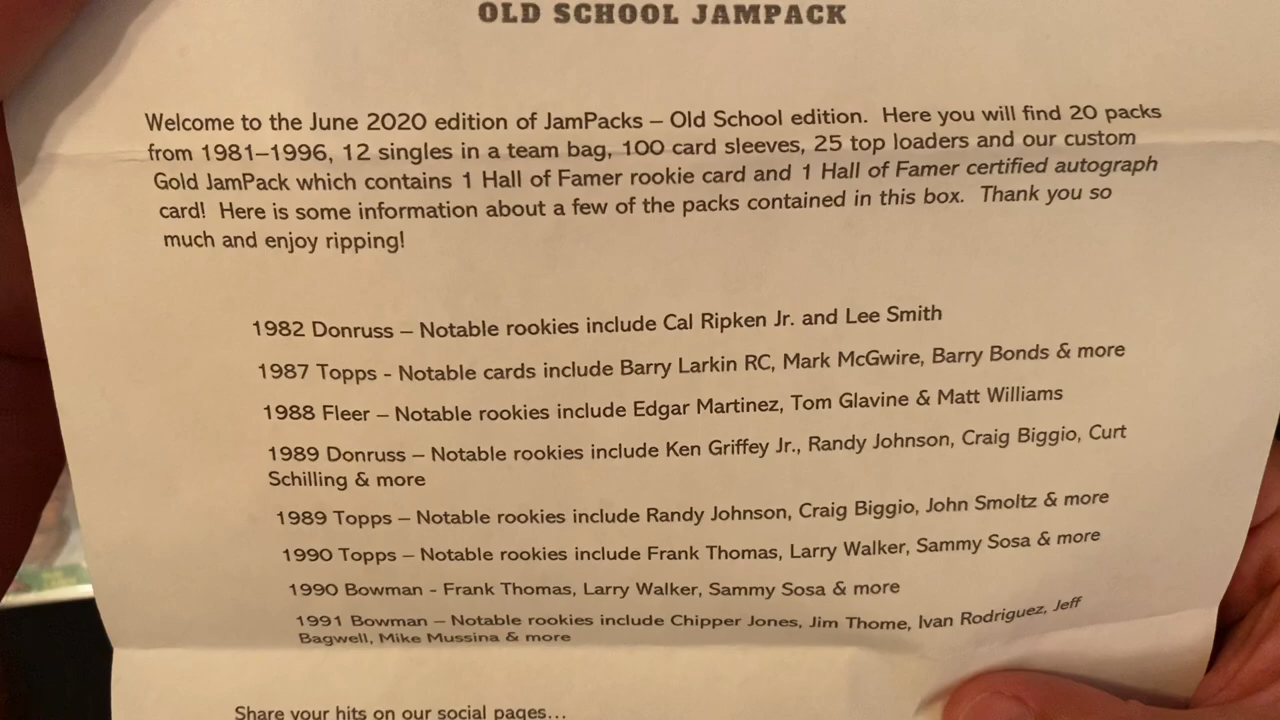 OLD SCHOOL JAMPACK
Welcome to the June 2020 edition of JamPacks – Old School edition. Here you will find 20 packs
from 1981–1996, 12 singles in a team bag, 100 card sleeves, 25 top loaders and our custom
Gold JamPack which contains 1 Hall of Famer rookie card and 1 Hall of Famer certified autograph
card! Here is some information about a few of the packs contained in this box. Thank you so
much and enjoy ripping!
1982 Donruss – Notable rookies include Cal Ripken Jr. and Lee Smith
1987 Topps - Notable cards include Barry Larkin RC, Mark McGwire, Barry Bonds & more
1988 Fleer – Notable rookies include Edgar Martinez, Tom Glavine & Matt Williams
1989 Donruss – Notable rookies include Ken Griffey Jr., Randy Johnson, Craig Biggio, Curt
Schilling & more
1989 Topps – Notable rookies include Randy Johnson, Craig Biggio, John Smoltz & more
1990 Topps – Notable rookies include Frank Thomas, Larry Walker, Sammy Sosa & more
1990 Bowman - Frank Thomas, Larry Walker, Sammy Sosa & more
1991 Bowman – Notable rookies include Chipper Jones, Jim Thome, Ivan Rodriguez, Jeff
Bagwell, Mike Mussina & more
Share your hits on our social pages...